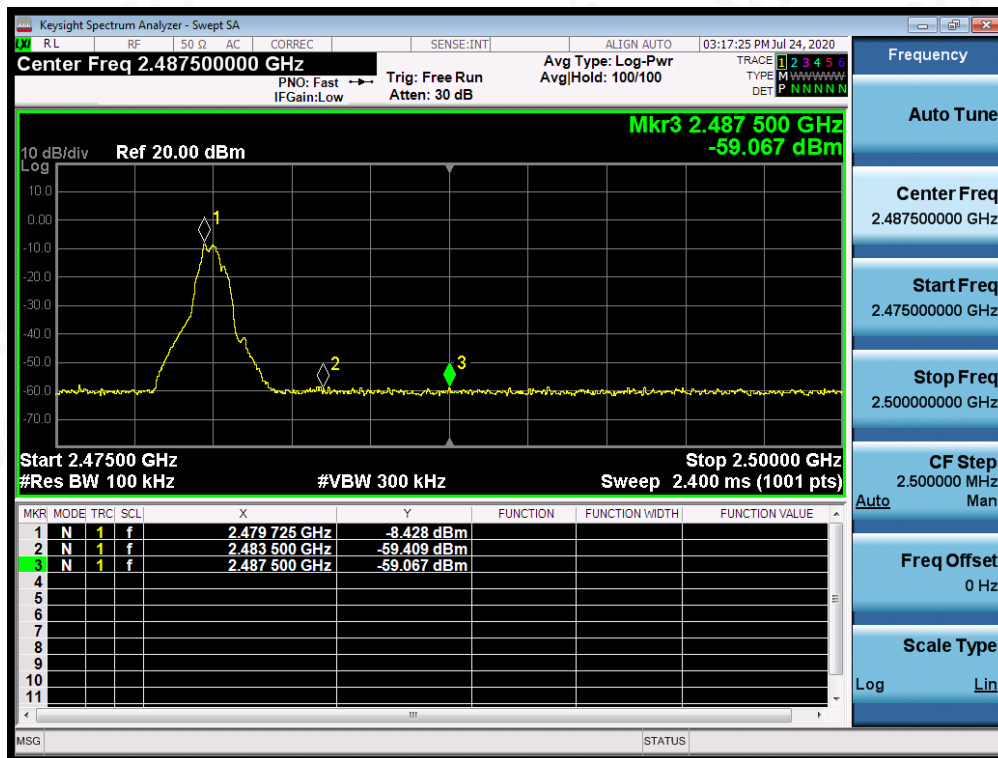 Keysight Spectrum Analyzer - Swept SA
LXI RL RF 50 Ω AC CORREC SENSE:INT ALIGN AUTO 03:17:25 PM Jul 24, 2020
Center Freq 2.487500000 GHz
PNO: Fast
IFGain:Low
Trig: Free Run
Atten: 30 dB
Avg Type: Log-Pwr
Avg|Hold: 100/100
TRACE 1 2 3 4 5 6
TYPE M WWWWW
DET P N N N N N
Mkr3 2.487 500 GHz
-59.067 dBm
10 dB/div Ref 20.00 dBm
Log
10.0
0.00
-10.0
-20.0
-30.0
-40.0
-50.0
-60.0
-70.0
1
2
3
Start 2.47500 GHz Stop 2.50000 GHz
#Res BW 100 kHz #VBW 300 kHz Sweep 2.400 ms (1001 pts)
MKR MODE TRC SCL X Y FUNCTION FUNCTION WIDTH FUNCTION VALUE
1 N 1 f 2.479 725 GHz -8.428 dBm
2 N 1 f 2.483 500 GHz -59.409 dBm
3 N 1 f 2.487 500 GHz -59.067 dBm
4
5
6
7
8
9
10
11
MSG STATUS
Frequency
Auto Tune
Center Freq
2.487500000 GHz
Start Freq
2.475000000 GHz
Stop Freq
2.500000000 GHz
CF Step
2.500000 MHz
Auto Man
Freq Offset
0 Hz
Scale Type
Log Lin